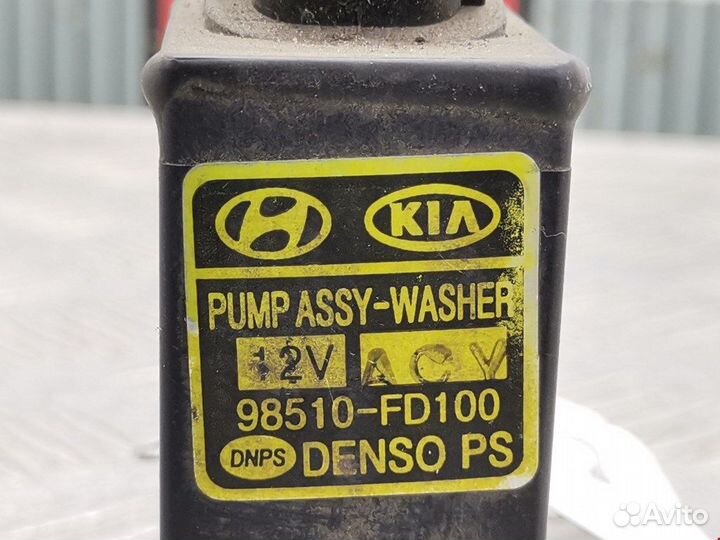 KIA
PUMP ASSY-WASHER
12V ACY
98510-FD100
DNPS DENSO PS
Avito